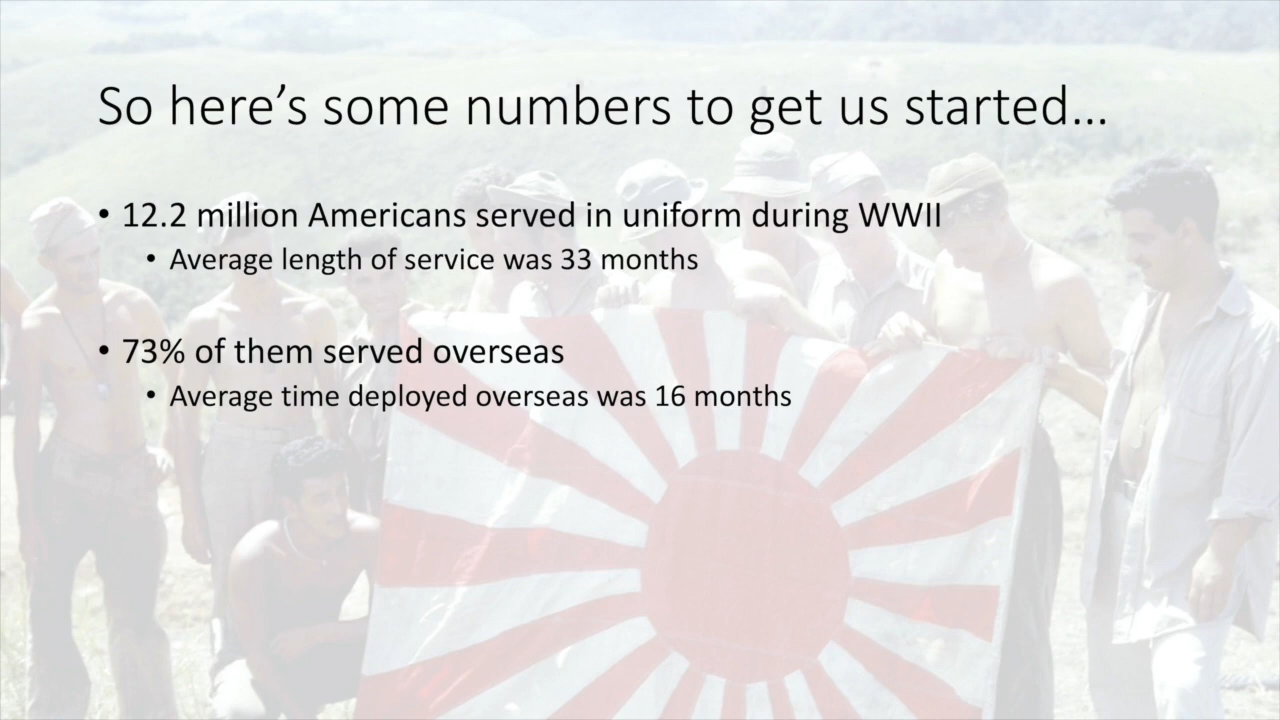 So here’s some numbers to get us started…
• 12.2 million Americans served in uniform during WWII
• Average length of service was 33 months
• 73% of them served overseas
• Average time deployed overseas was 16 months